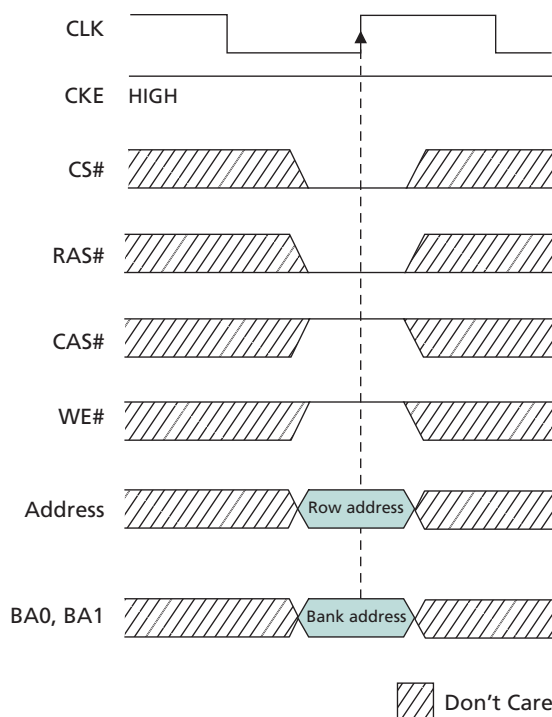 CLK
CKE HIGH
CS#
RAS#
CAS#
WE#
Address Row address
BA0, BA1 Bank address
Don't Care